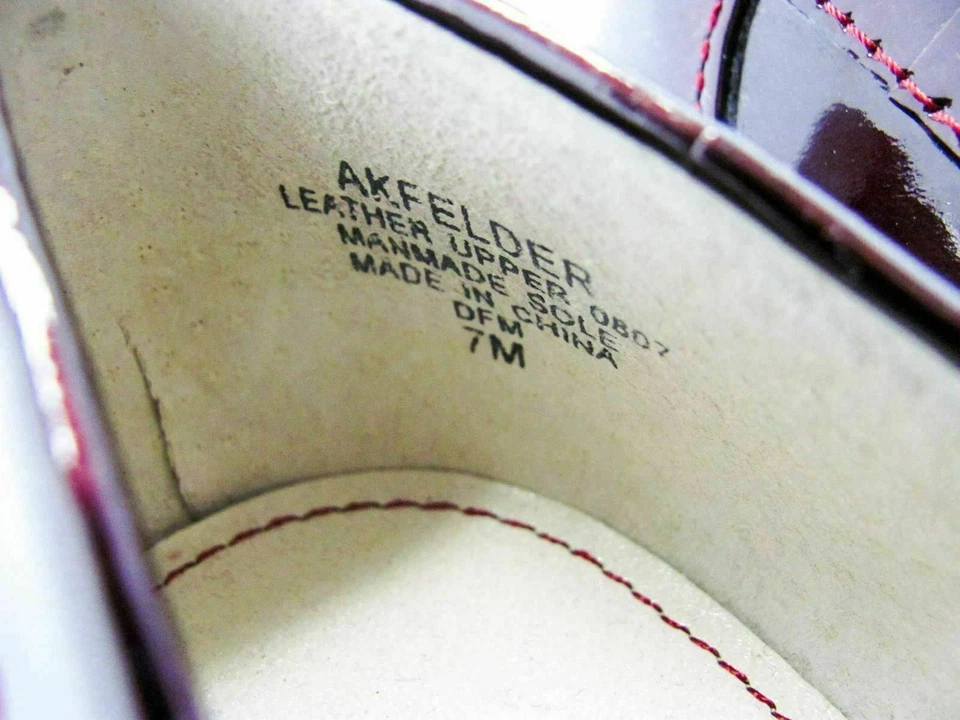 AKFELDER
LEATHER UPPER 0807
MANMADE SOLE
MADE IN CHINA
DFM
7M